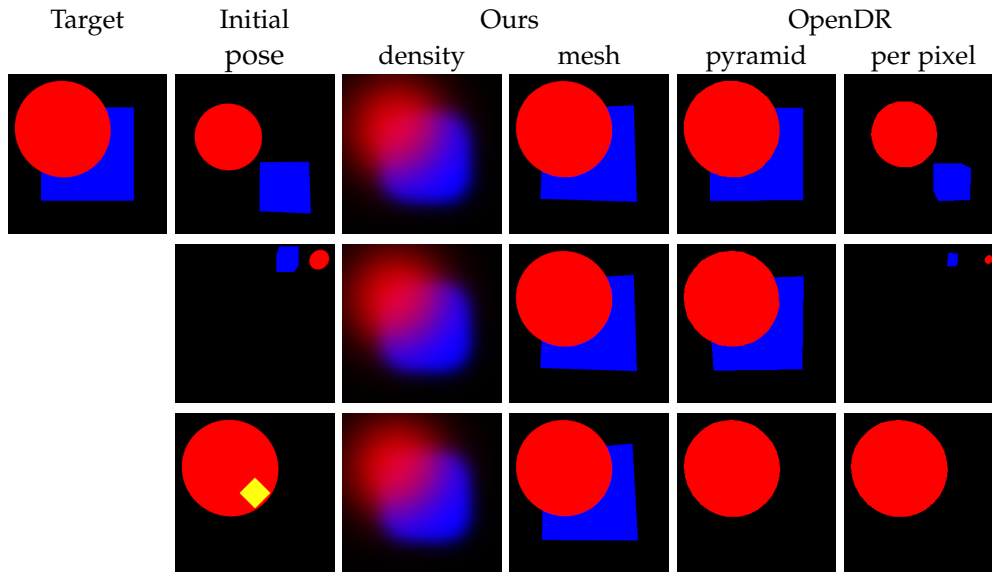 Target Initial Ours OpenDR
pose density mesh pyramid per pixel